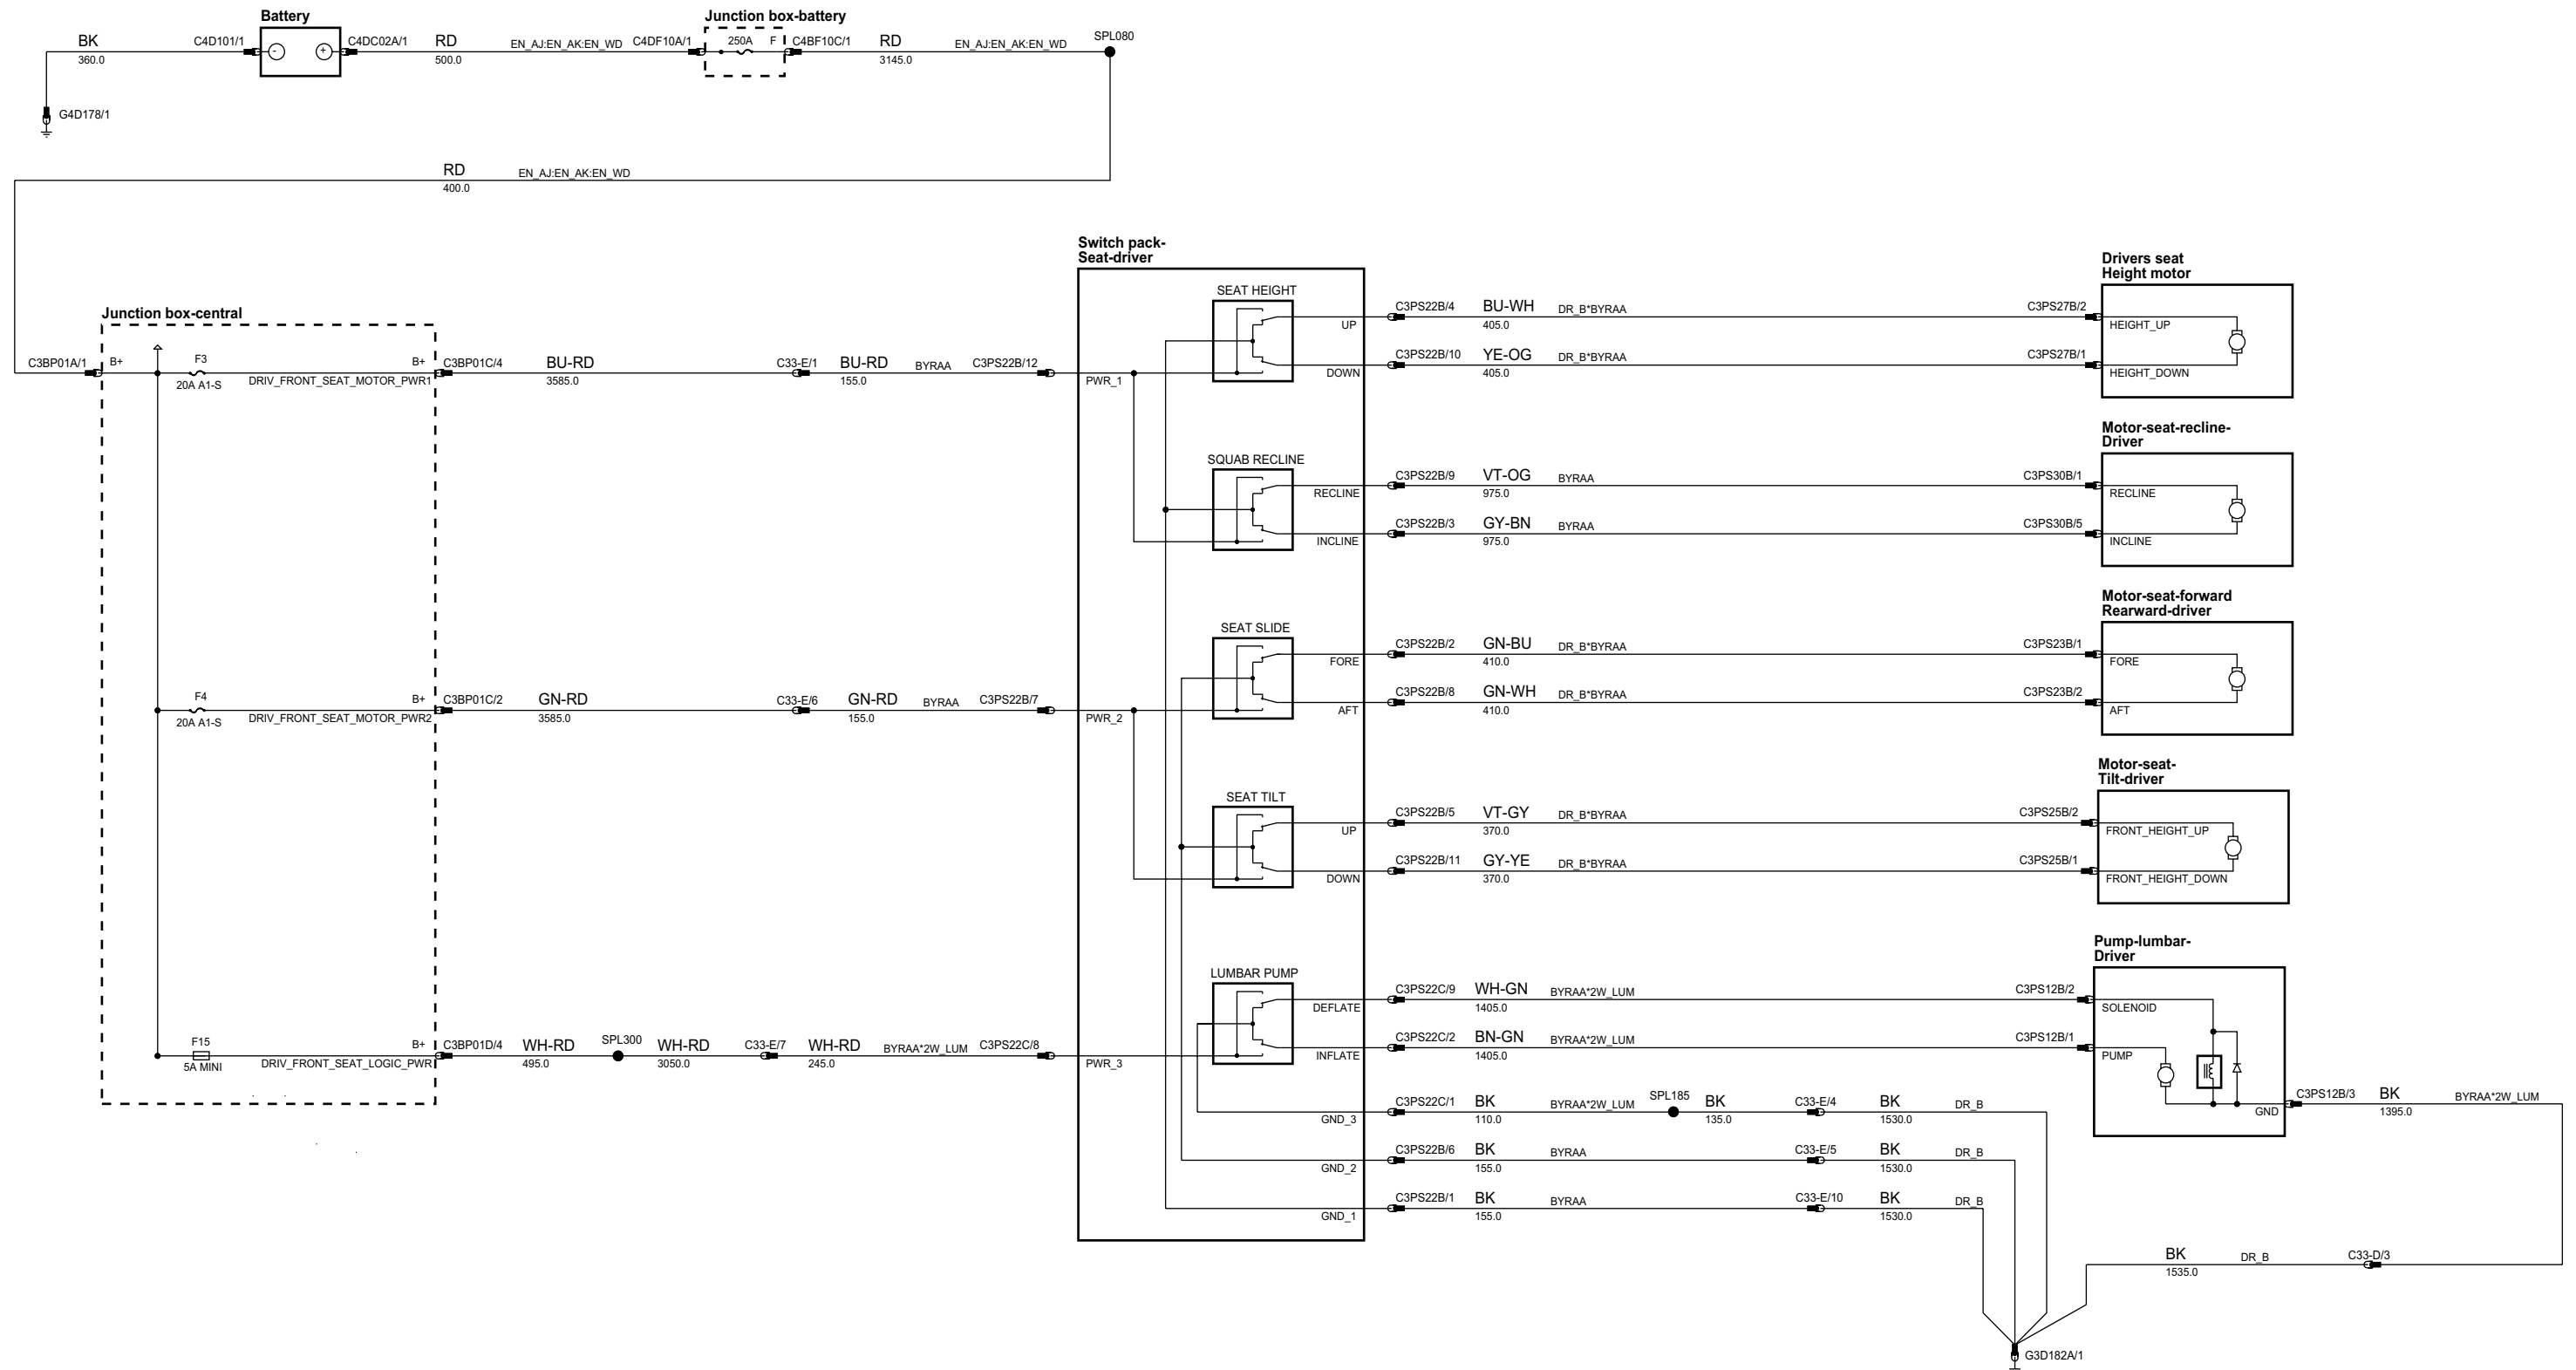 Battery
Junction box-battery
BK
360.0
C4D101/1
-
+
C4DC02A/1
RD
500.0
EN_AJ:EN_AK:EN_WD
C4DF10A/1
250A
F
C4BF10C/1
RD
3145.0
EN_AJ:EN_AK:EN_WD
SPL080
G4D178/1
RD
400.0
EN_AJ:EN_AK:EN_WD
Switch pack-
Seat-driver
Junction box-central
C3BP01A/1
B+
F3
20A A1-S
B+
DRIV_FRONT_SEAT_MOTOR_PWR1
C3BP01C/4
BU-RD
3585.0
C33-E/1
BU-RD
155.0
BYRAA
C3PS22B/12
PWR_1
SEAT HEIGHT
UP
DOWN
C3PS22B/4
BU-WH
405.0
DR_B*BYRAA
C3PS27B/2
C3PS22B/10
YE-OG
405.0
DR_B*BYRAA
C3PS27B/1
Drivers seat
Height motor
HEIGHT_UP
HEIGHT_DOWN
SQUAB RECLINE
RECLINE
INCLINE
C3PS22B/9
VT-OG
975.0
BYRAA
C3PS30B/1
C3PS22B/3
GY-BN
975.0
BYRAA
C3PS30B/5
Motor-seat-recline-
Driver
RECLINE
INCLINE
F4
20A A1-S
B+
DRIV_FRONT_SEAT_MOTOR_PWR2
C3BP01C/2
GN-RD
3585.0
C33-E/6
GN-RD
155.0
BYRAA
C3PS22B/7
PWR_2
SEAT SLIDE
FORE
AFT
C3PS22B/2
GN-BU
410.0
DR_B*BYRAA
C3PS23B/1
C3PS22B/8
GN-WH
410.0
DR_B*BYRAA
C3PS23B/2
Motor-seat-forward
Rearward-driver
FORE
AFT
SEAT TILT
UP
DOWN
C3PS22B/5
VT-GY
370.0
DR_B*BYRAA
C3PS25B/2
C3PS22B/11
GY-YE
370.0
DR_B*BYRAA
C3PS25B/1
Motor-seat-
Tilt-driver
FRONT_HEIGHT_UP
FRONT_HEIGHT_DOWN
F15
5A MINI
B+
DRIV_FRONT_SEAT_LOGIC_PWR
C3BP01D/4
WH-RD
495.0
SPL300
WH-RD
3050.0
C33-E/7
WH-RD
245.0
BYRAA*2W_LUM
C3PS22C/8
PWR_3
LUMBAR PUMP
DEFLATE
INFLATE
C3PS22C/9
WH-GN
1405.0
BYRAA*2W_LUM
C3PS12B/2
C3PS22C/2
BN-GN
1405.0
BYRAA*2W_LUM
C3PS12B/1
Pump-lumbar-
Driver
SOLENOID
PUMP
GND
C3PS12B/3
BK
1395.0
BYRAA*2W_LUM
GND_3
C3PS22C/1
BK
110.0
BYRAA*2W_LUM
SPL185
BK
135.0
C33-E/4
BK
1530.0
DR_B
GND_2
C3PS22B/6
BK
155.0
BYRAA
C33-E/5
BK
1530.0
DR_B
GND_1
C3PS22B/1
BK
155.0
BYRAA
C33-E/10
BK
1530.0
DR_B
BK
1535.0
DR_B
C33-D/3
G3D182A/1